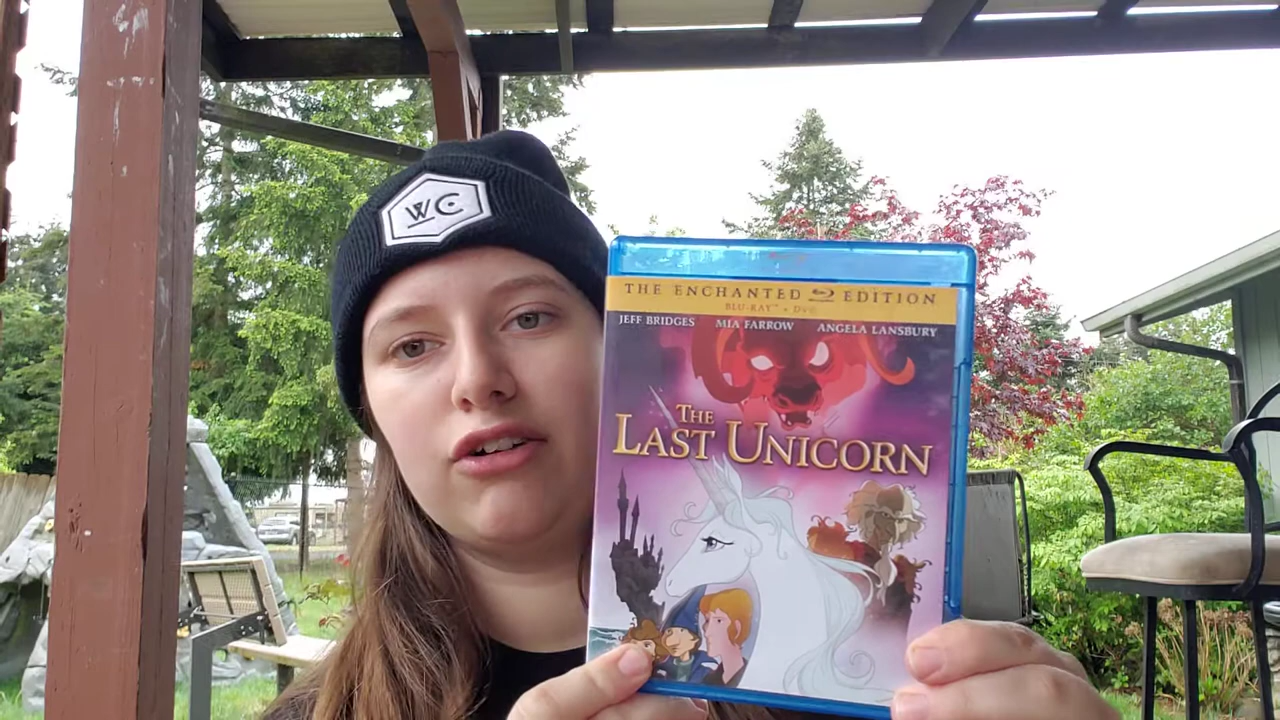 WC
THE ENCHANTED EDITION
BLU-RAY + DVD
JEFF BRIDGES MIA FARROW ANGELA LANSBURY
THE
LAST UNICORN